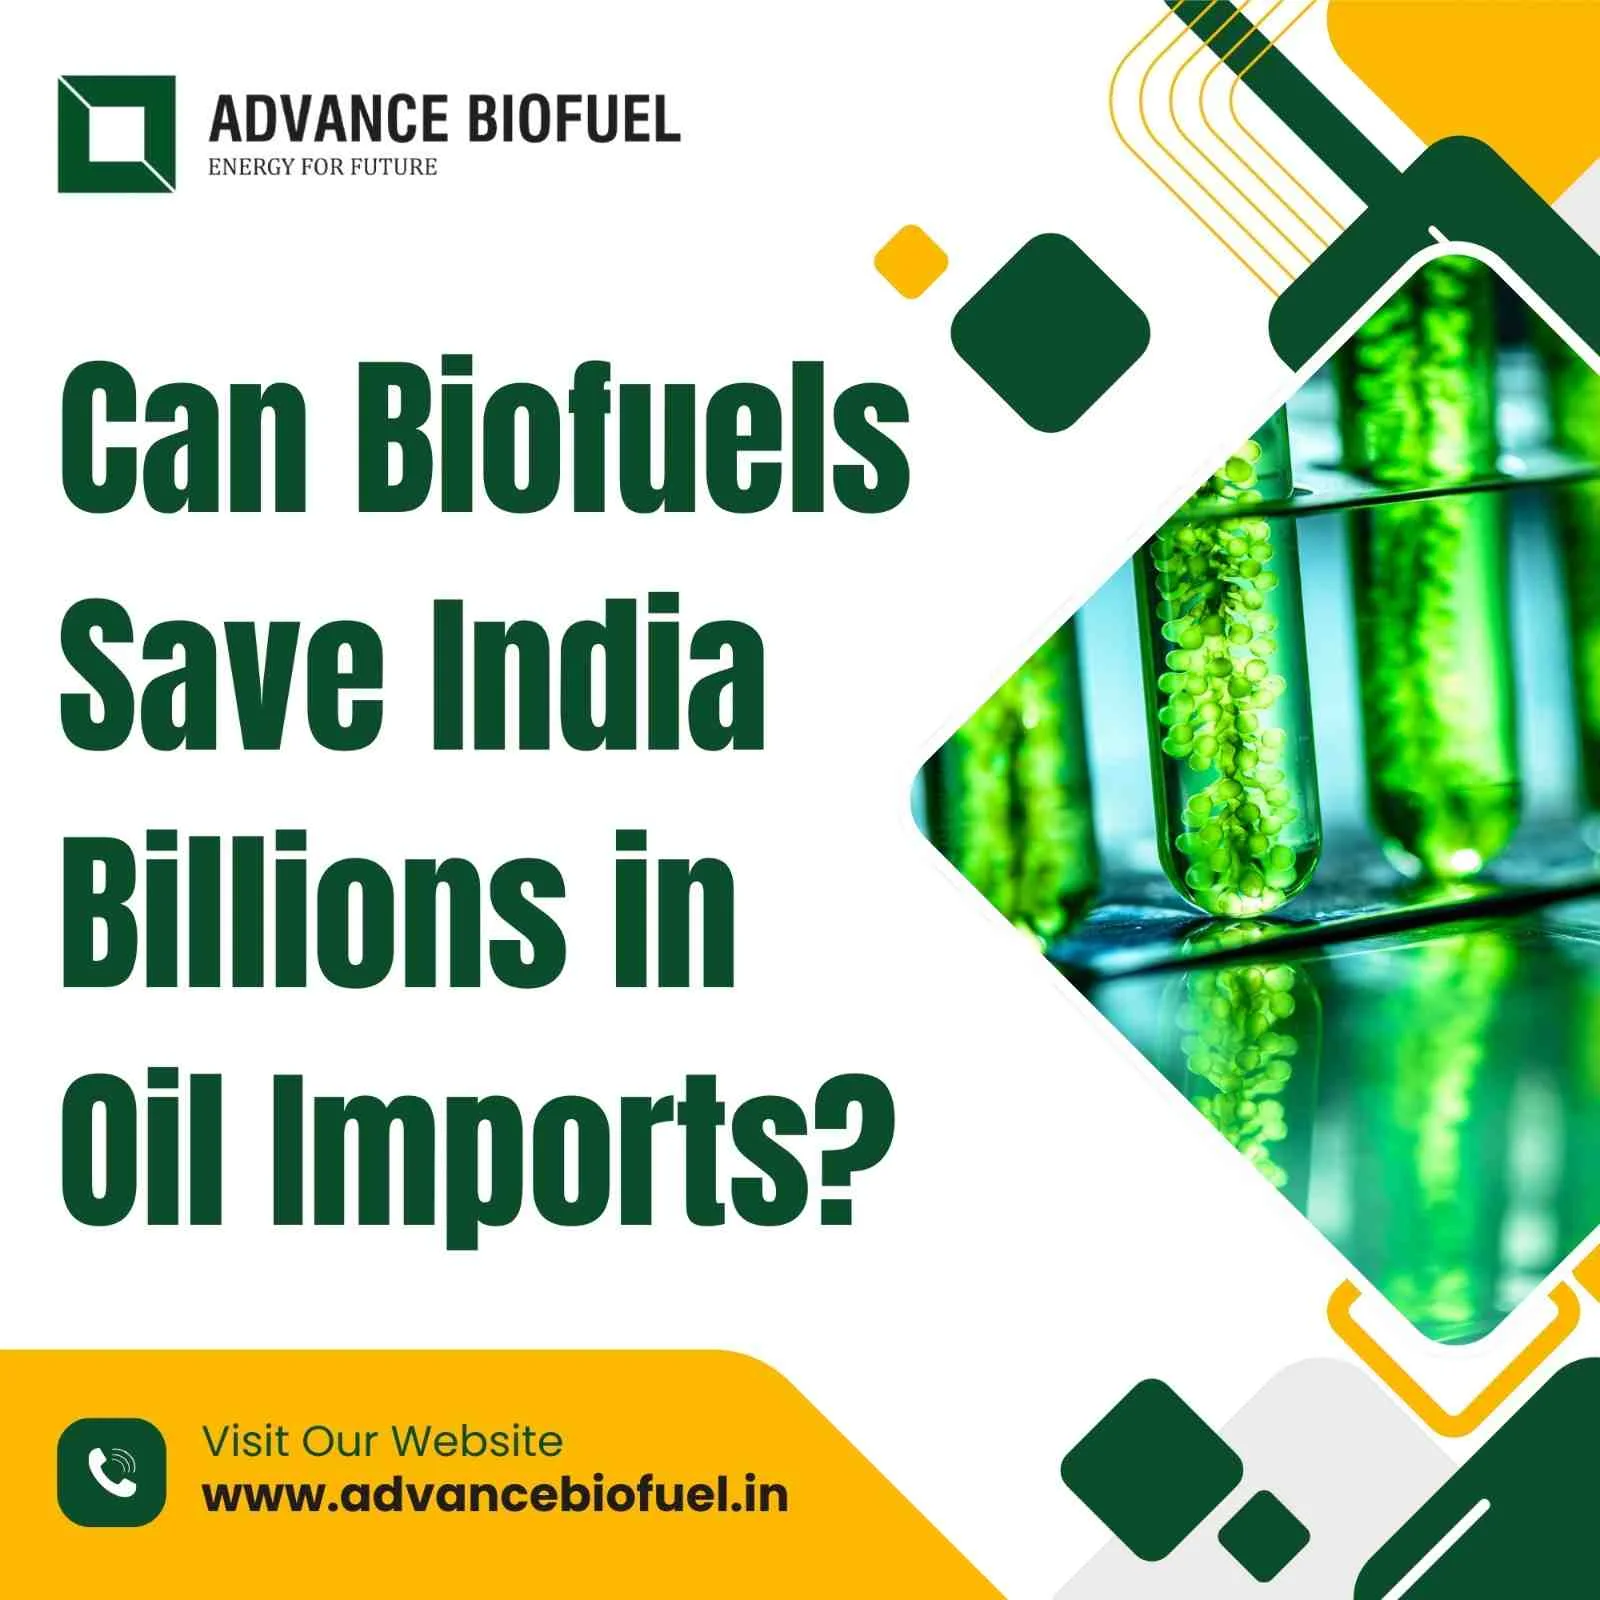 ADVANCE BIOFUEL
ENERGY FOR FUTURE
Can Biofuels
Save India
Billions in
Oil Imports?
Visit Our Website
www.advancebiofuel.in